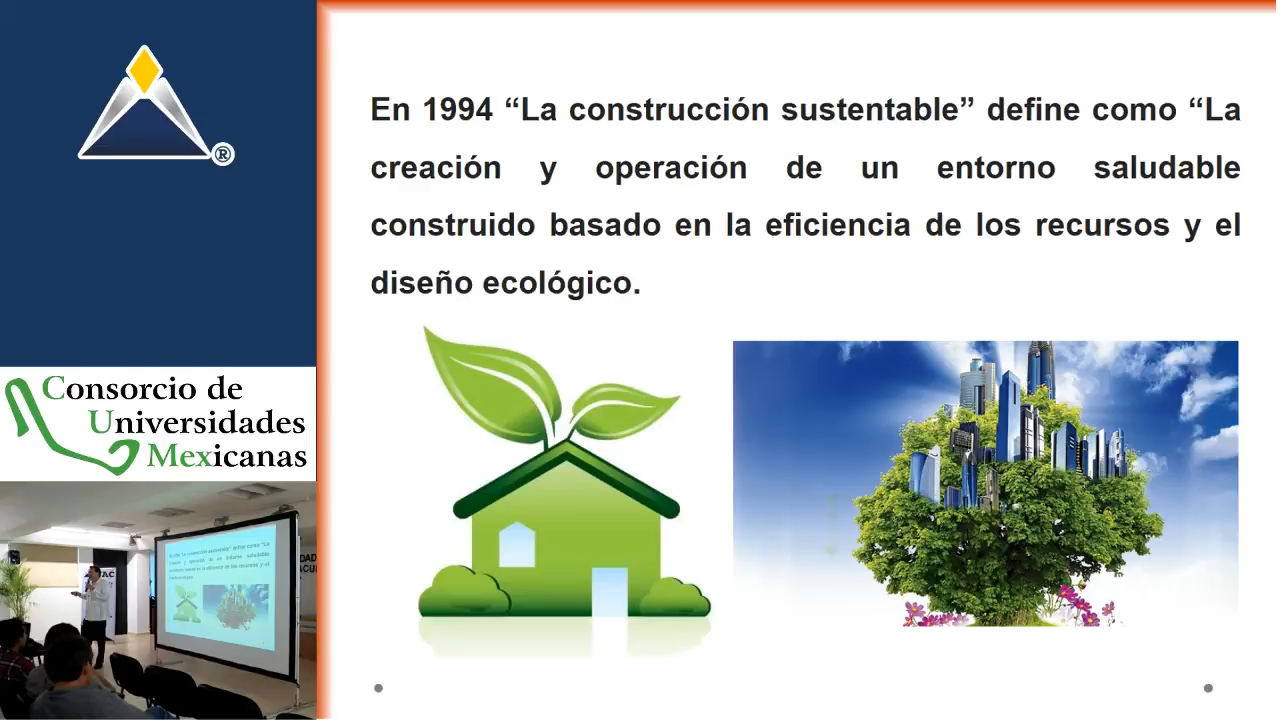 ®
En 1994 “La construcción sustentable” define como “La
creación y operación de un entorno saludable
construido basado en la eficiencia de los recursos y el
diseño ecológico.
Consorcio de
Universidades
Mexicanas